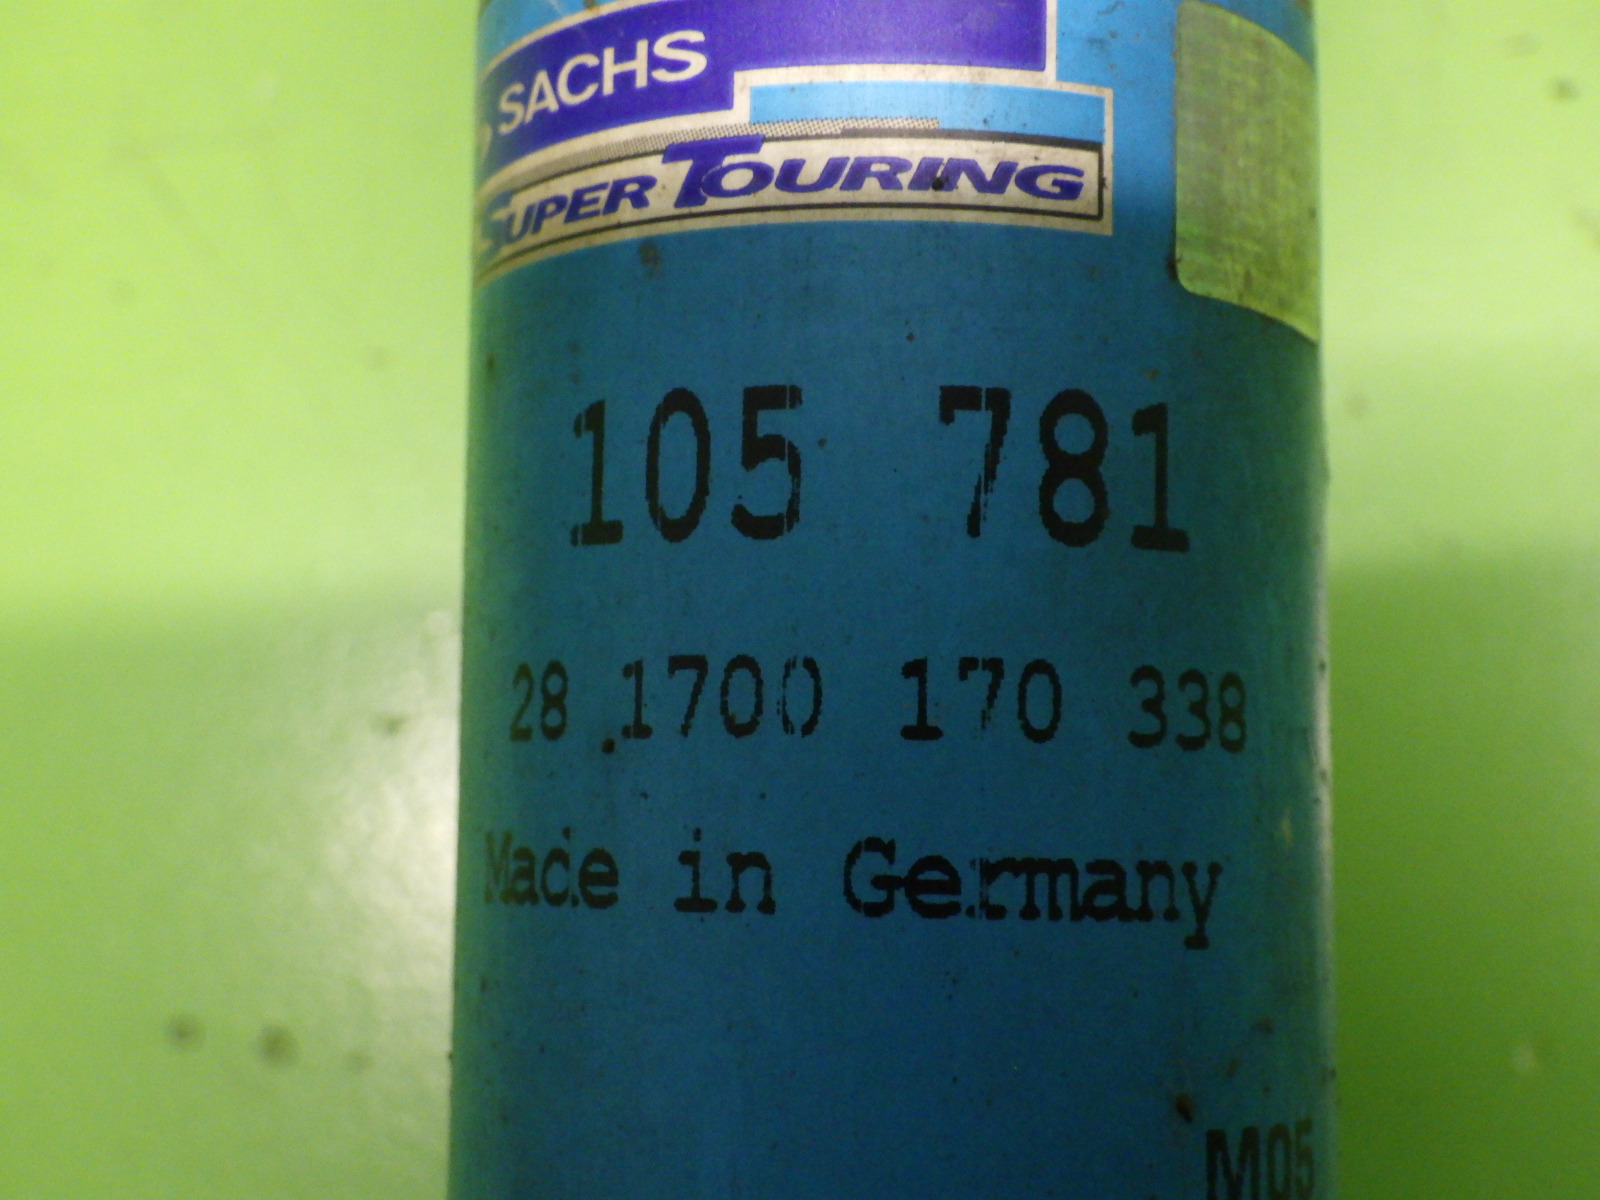 SACHS
SUPER TOURING
105 781
28 1700 170 338
Made in Germany
M05